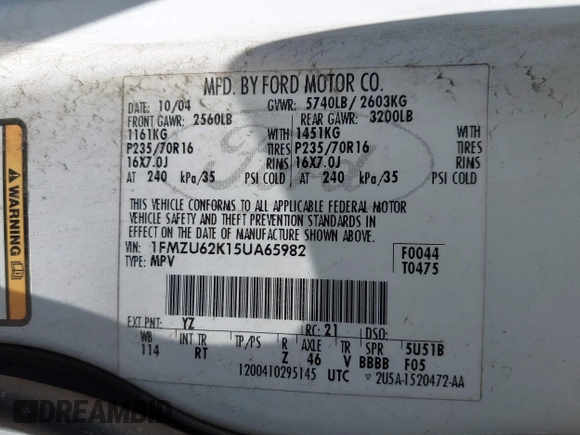 MFD. BY FORD MOTOR CO.
DATE: 10/04 GVWR: 5740LB/ 2603KG
FRONT GAWR: 2560LB REAR GAWR: 3200LB
1161KG WITH 1451KG WITH
P235/70R16 TIRES P235/70R16 TIRES
16X7.0J RIMS 16X7.0J RIMS
AT 240 kPa/35 PSI COLD AT 240 kPa/35 PSI COLD
THIS VEHICLE CONFORMS TO ALL APPLICABLE FEDERAL MOTOR
VEHICLE SAFETY AND THEFT PREVENTION STANDARDS IN
EFFECT ON THE DATE OF MANUFACTURE SHOWN ABOVE.
VIN: 1FMZU62K15UA65982 F0044
TYPE: MPV T0475
EXT PNT: YZ RC: 21 DSO:
WB INT TR TP/PS R AXLE TR SPR 5U51B
114 RT Z 46 V BBBB F05
1200410295145 UTC ▽2U5A-1520472-AA
WARNING
Ford
DREAMBID